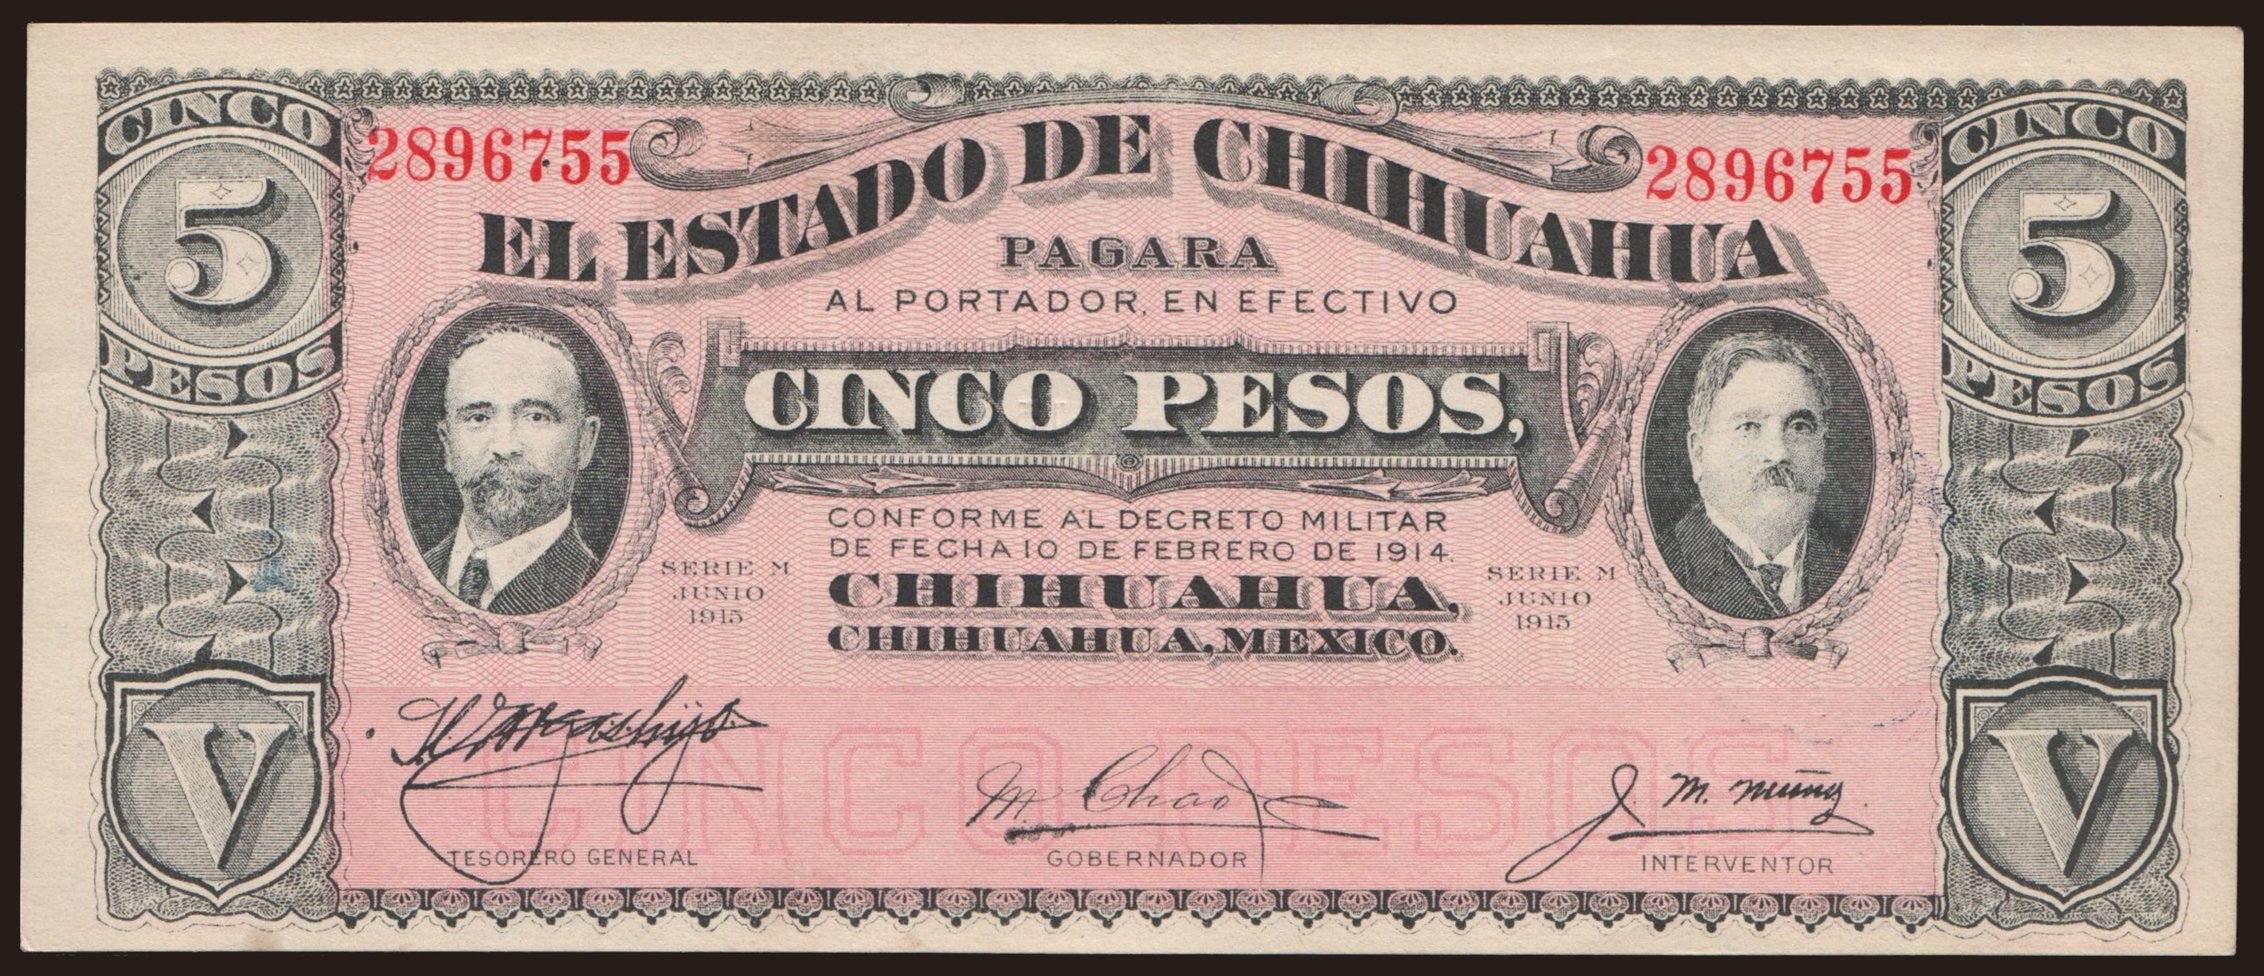 CINCO
5
PESOS
2896755
EL ESTADO DE CHIHUAHUA
2896755
CINCO
5
PESOS
PAGARA
AL PORTADOR, EN EFECTIVO
CINCO PESOS,
CONFORME A'L DECRETO MILITAR
DE FECHA 10 DE FEBRERO DE 1914.
CHIHUAHUA,
CHIHUAHUA, MEXICO.
SERIE M
JUNIO
1915
SERIE M
JUNIO
1915
CINCO PESOS
V
V
M. Chao
J. M. Muñoz
TESORERO GENERAL
GOBERNADOR
INTERVENTOR